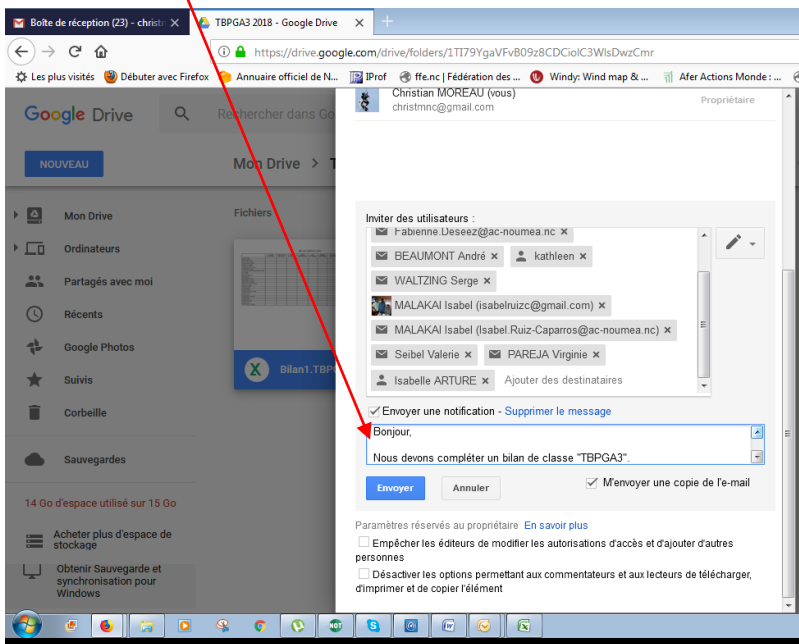 Boîte de réception (23) - christr
TBPGA3 2018 - Google Drive
https://drive.google.com/drive/folders/1TI79YgaVFvB09z8CDCiolC3WlsDwzCmr
Les plus visités Débuter avec Firefox Annuaire officiel de N... IProf ffe.nc | Fédération des ... Windy: Wind map & ... Afer Actions Monde : ...
Google Drive
Rechercher dans Go
NOUVEAU
Mon Drive > T
Mon Drive
Ordinateurs
Partagés avec moi
Récents
Google Photos
Suivis
Corbeille
Sauvegardes
14 Go d'espace utilisé sur 15 Go
Acheter plus d'espace de
stockage
Obtenir Sauvegarde et
synchronisation pour
Windows
Fichiers
X Bilan1.TBP
Christian MOREAU (vous)
christmnc@gmail.com
Propriétaire
Inviter des utilisateurs :
Fabienne.Deseez@ac-noumea.nc ×
BEAUMONT André × kathleen ×
WALTZING Serge ×
MALAKAI Isabel (isabelruizc@gmail.com) ×
MALAKAI Isabel (Isabel.Ruiz-Caparros@ac-noumea.nc) ×
Seibel Valerie × PAREJA Virginie ×
Isabelle ARTURE × Ajouter des destinataires
Envoyer une notification - Supprimer le message
Bonjour,
Nous devons compléter un bilan de classe "TBPGA3".
Envoyer Annuler M'envoyer une copie de l'e-mail
Paramètres réservés au propriétaire En savoir plus
Empêcher les éditeurs de modifier les autorisations d'accès et d'ajouter d'autres
personnes
Désactiver les options permettant aux commentateurs et aux lecteurs de télécharger,
d'imprimer et de copier l'élément